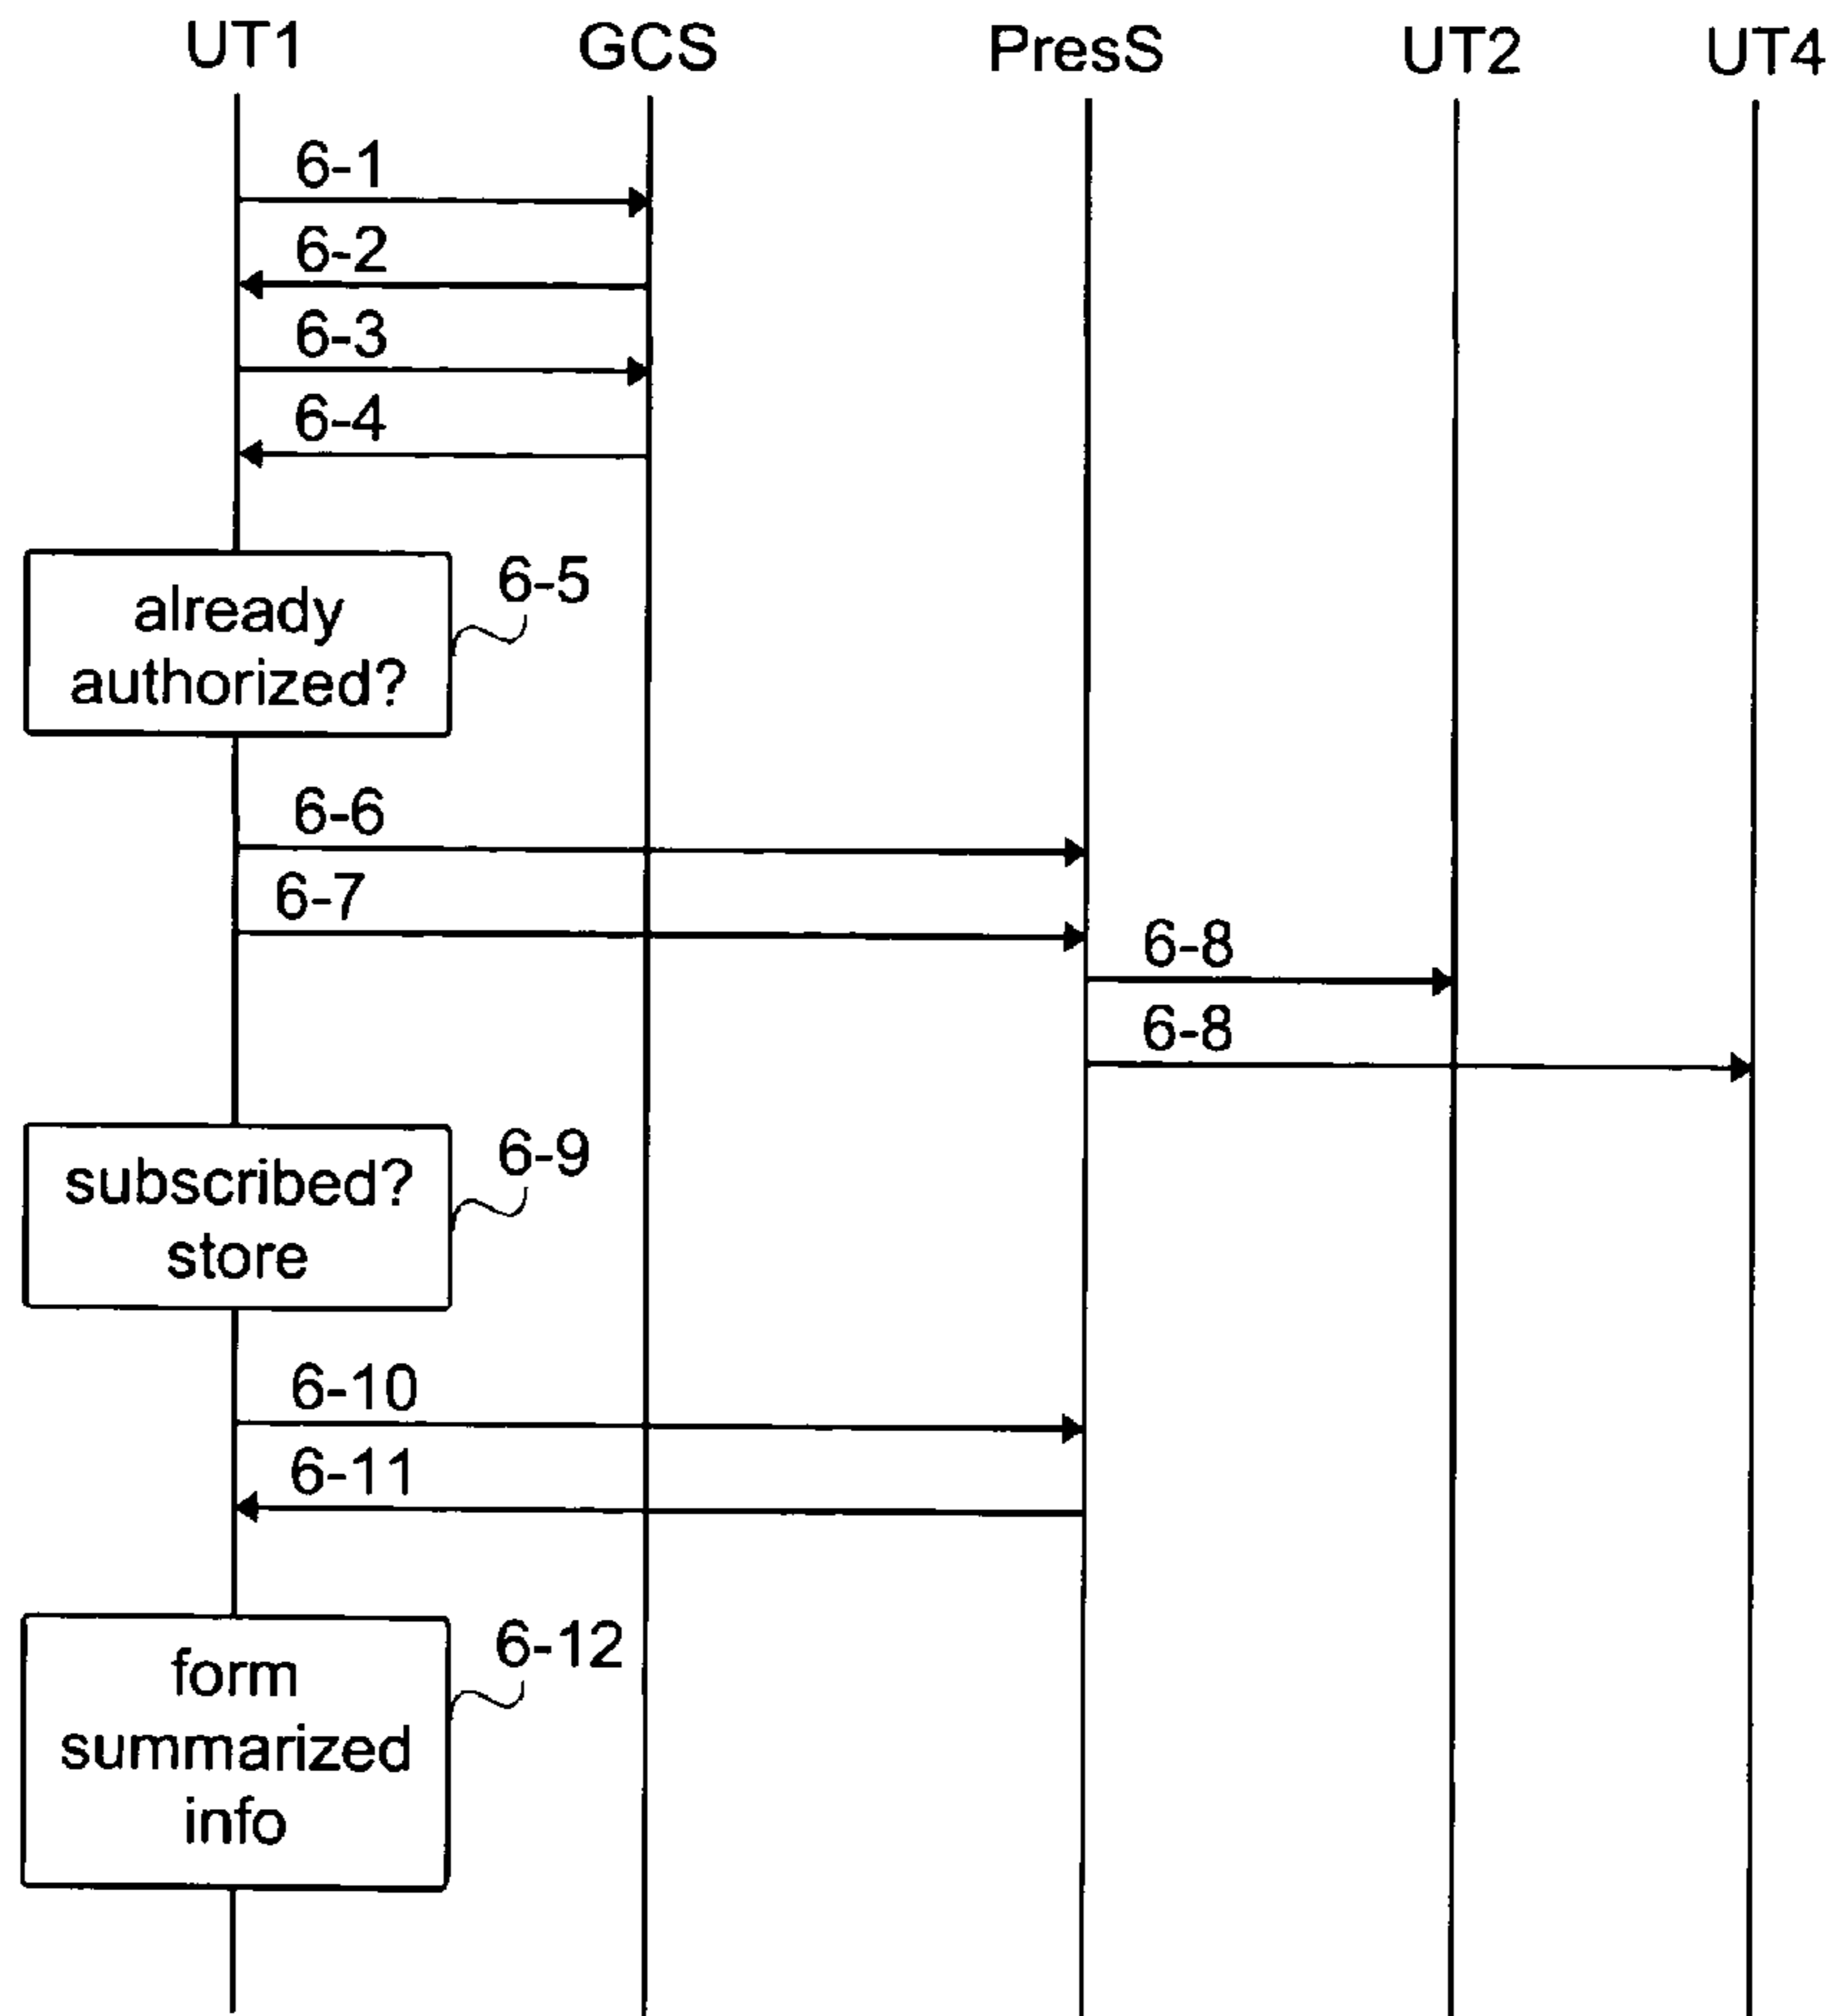 UT1 GCS PresS UT2 UT4
6-1
6-2
6-3
6-4
6-5
already
authorized?
6-6
6-7
6-8
6-8
6-9
subscribed?
store
6-10
6-11
6-12
form
summarized
info